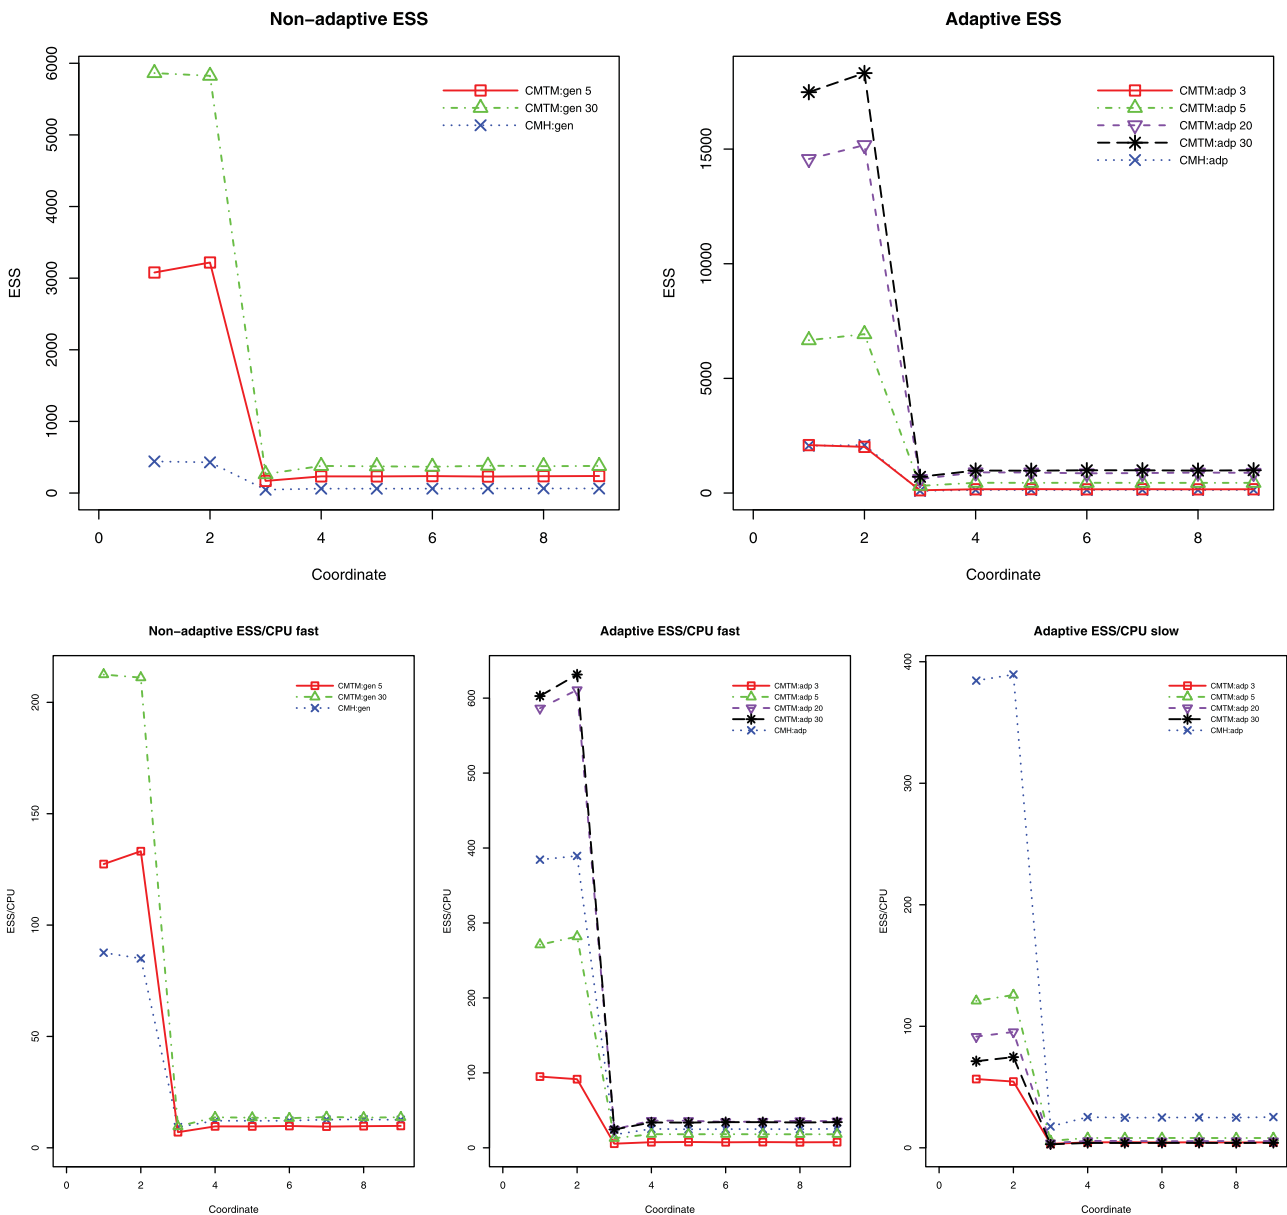 Non−adaptive ESS
6000
5000
4000
3000
2000
1000
0
ESS
0 2 4 6 8
Coordinate
CMTM:gen 5
CMTM:gen 30
CMH:gen
Adaptive ESS
15000
10000
5000
0
ESS
0 2 4 6 8
Coordinate
CMTM:adp 3
CMTM:adp 5
CMTM:adp 20
CMTM:adp 30
CMH:adp
Non−adaptive ESS/CPU fast
200
150
100
50
0
ESS/CPU
0 2 4 6 8
Coordinate
CMTM:gen 5
CMTM:gen 30
CMH:gen
Adaptive ESS/CPU fast
600
500
400
300
200
100
0
ESS/CPU
0 2 4 6 8
Coordinate
CMTM:adp 3
CMTM:adp 5
CMTM:adp 20
CMTM:adp 30
CMH:adp
Adaptive ESS/CPU slow
400
300
200
100
0
ESS/CPU
0 2 4 6 8
Coordinate
CMTM:adp 3
CMTM:adp 5
CMTM:adp 20
CMTM:adp 30
CMH:adp